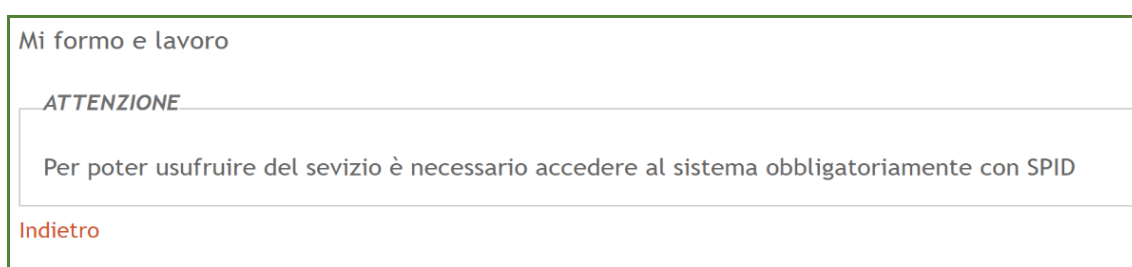 Mi formo e lavoro
ATTENZIONE
Per poter usufruire del sevizio è necessario accedere al sistema obbligatoriamente con SPID
Indietro